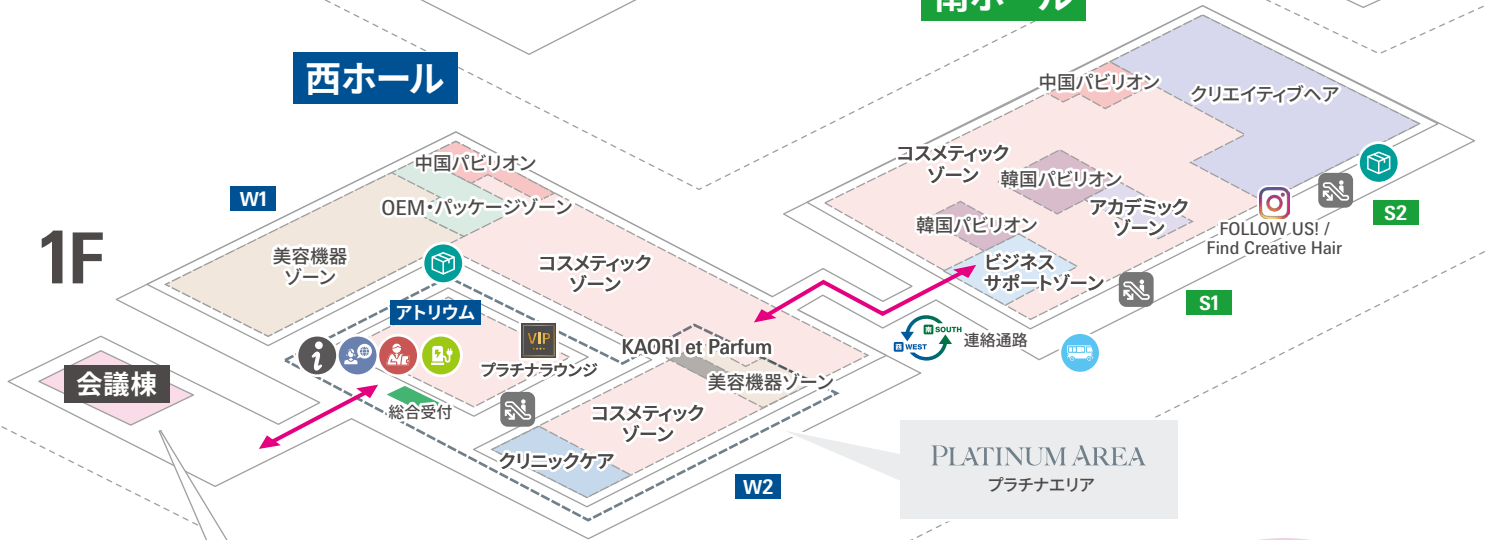 南ホール
西ホール
1F
W1
中国パビリオン
OEM・パッケージゾーン
美容機器
ゾーン
コスメティック
ゾーン
アトリウム
VIP
プラチナラウンジ
総合受付
会議棟
KAORI et Parfum
美容機器ゾーン
コスメティック
ゾーン
クリニックケア
W2
中国パビリオン
クリエイティブヘア
コスメティック
ゾーン
韓国パビリオン
アカデミック
ゾーン
韓国パビリオン
ビジネス
サポートゾーン
FOLLOW US! /
Find Creative Hair
S2
S1
南 SOUTH
西 WEST
連絡通路
PLATINUM AREA
プラチナエリア